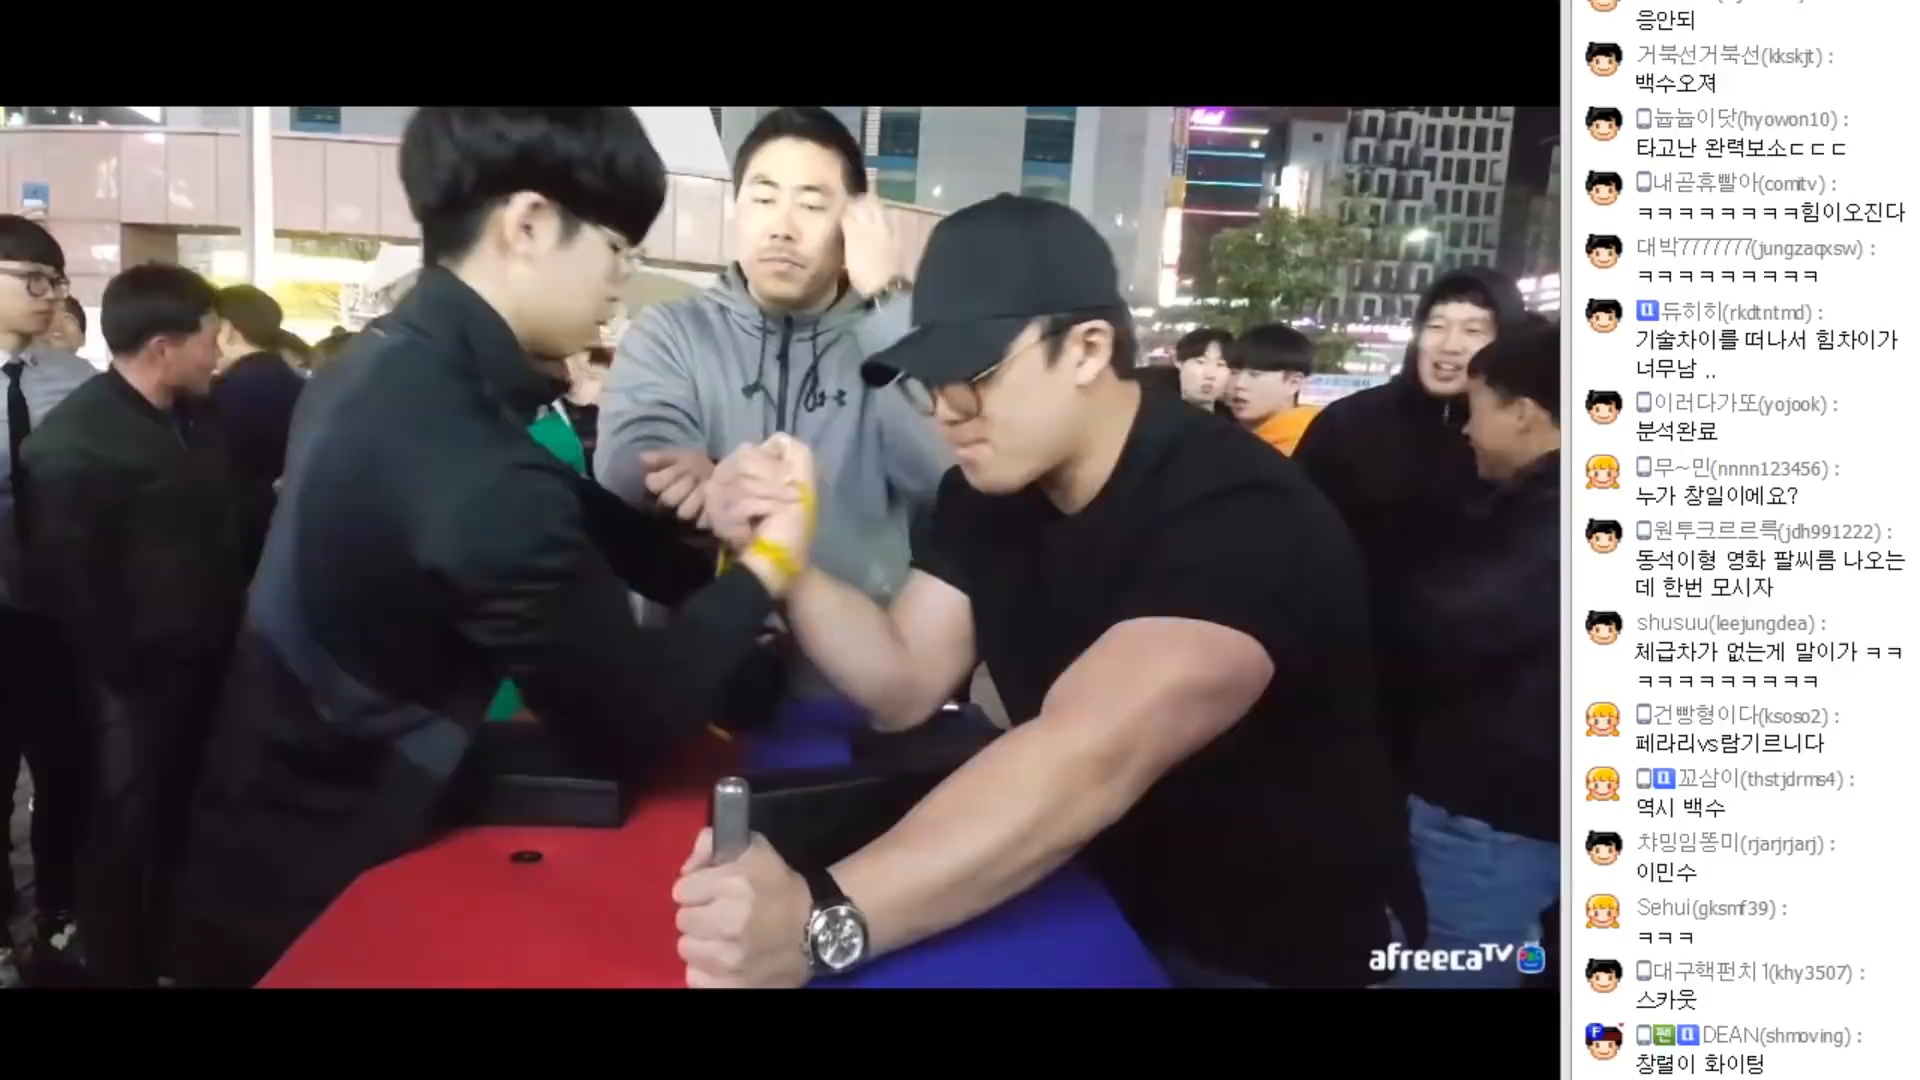 응안되
거북선거북선(kkskjt) :
백수오져
늅늅이닷(hyowon10) :
타고난 완력보소ㄷㄷㄷ
내곧휴빨아(comitv) :
ㅋㅋㅋㅋㅋㅋㅋㅋ힘이오진다
대박7777777(jungzaqxsw) :
ㅋㅋㅋㅋㅋㅋㅋㅋㅋ
듀히히(rkdtntmd) :
기술차이를 떠나서 힘차이가
너무남 ..
이러다가또(yojook) :
분석완료
무~민(nnnn123456) :
누가 창일이에요?
원투크르르륵(jdh991222) :
동석이형 영화 팔씨름 나오는
데 한번 모시자
shusuu(leejungdea) :
체급차가 없는게 말이가 ㅋㅋ
ㅋㅋㅋㅋㅋㅋㅋㅋㅋ
건빵형이다(ksoso2) :
페라리vs람기르니다
꼬삼이(thstjdrms4) :
역시 백수
챠밍임똥미(rjarjrjarj) :
이민수
Sehui(gksmf39) :
ㅋㅋㅋ
대구핵펀치1(khy3507) :
스카웃
팬 DEAN(shmoving) :
창렬이 화이팅
afreecaTV